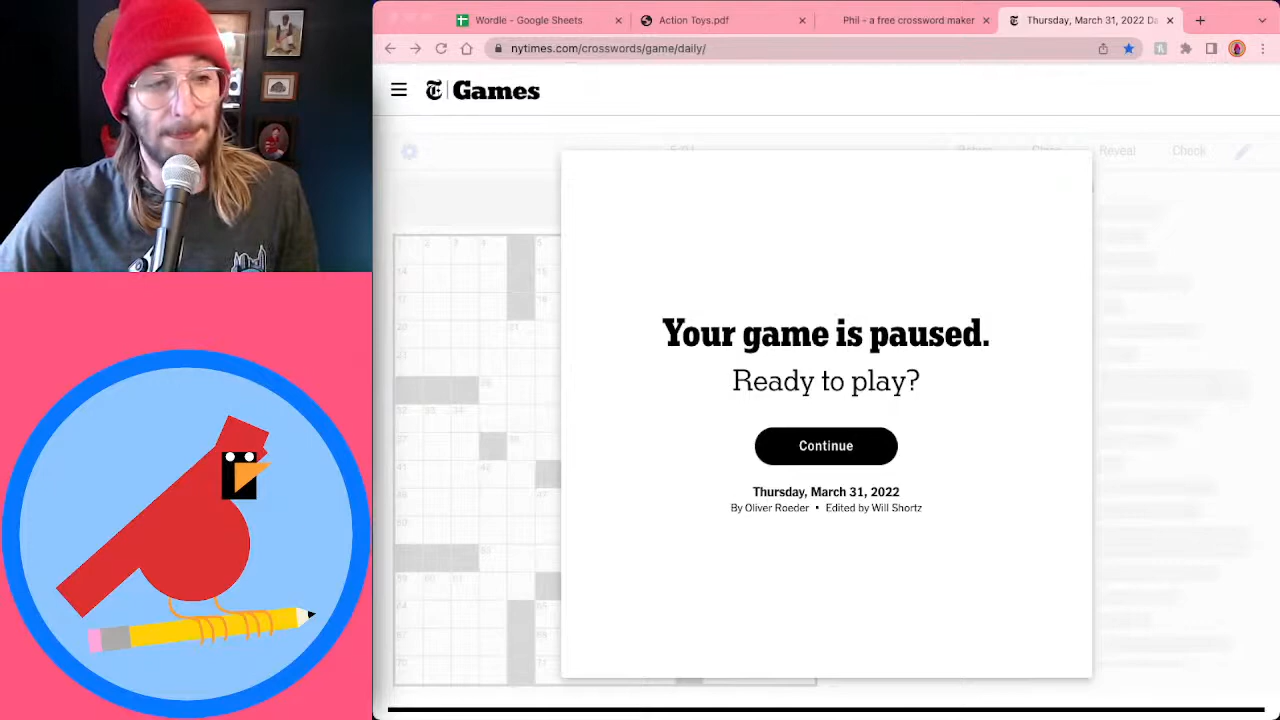 Wordle - Google Sheets
Action Toys.pdf
Phil - a free crossword maker
Thursday, March 31, 2022 Da
nytimes.com/crosswords/game/daily/
Games
Reveal
Check
Your game is paused.
Ready to play?
Continue
Thursday, March 31, 2022
By Oliver Roeder • Edited by Will Shortz